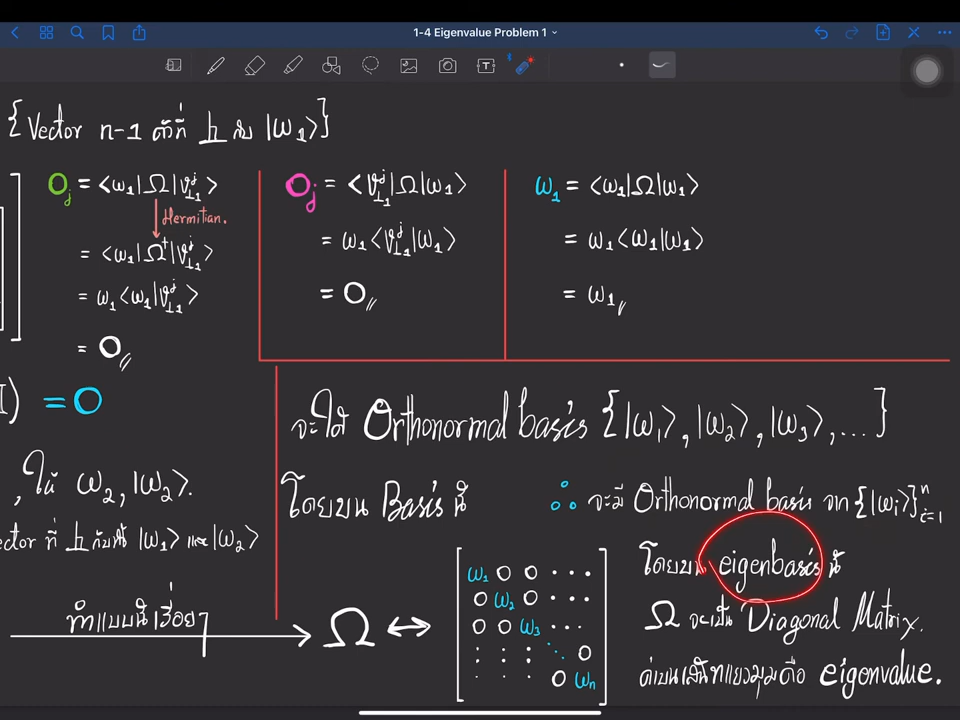 1-4 Eigenvalue Problem 1
{Vector n-1 ตัวที่ ⊥ กับ |ω₁⟩}
0ⱼ = ⟨ω₁|Ω|v⊥₁ʲ⟩
Hermitian.
= ⟨ω₁|Ω†|v⊥₁ʲ⟩
= ω₁⟨ω₁|v⊥₁ʲ⟩
= 0
0ⱼ = ⟨v⊥₁ʲ|Ω|ω₁⟩
= ω₁⟨v⊥₁ʲ|ω₁⟩
= 0
ω₁ = ⟨ω₁|Ω|ω₁⟩
= ω₁⟨ω₁|ω₁⟩
= ω₁
I) = 0
, ได้ ω₂, |ω₂⟩.
ector ที่ ⊥ กับทั้ง |ω₁⟩ และ |ω₂⟩
ทำแบบนี้เรื่อยๆ
จะได้ Orthonormal basis {|ω₁⟩, |ω₂⟩, |ω₃⟩, ...}
โดยบน Basis นี้
Ω ↔
ω₁ 0 0 ...
0 ω₂ 0 ...
0 0 ω₃ ...
: : : ⋱ 0
. . . 0 ωn
∴ จะมี Orthonormal basis จาก {|ωᵢ⟩}ⁿᵢ₌₁
โดยบน eigenbasis นี้
Ω จะเป็น Diagonal Matrix.
ค่าบนเส้นทแยงมุมคือ eigenvalue.